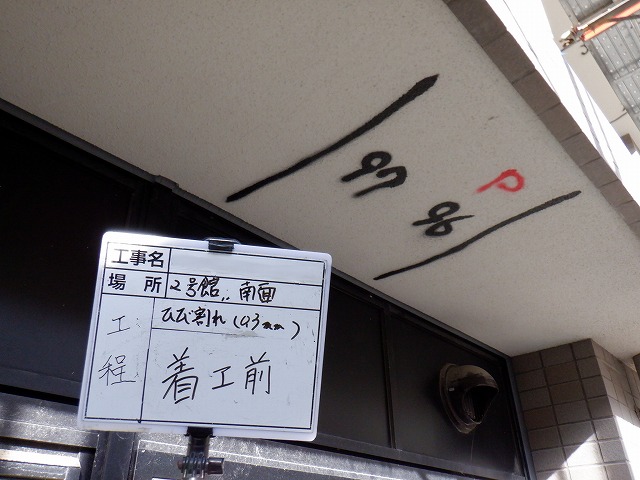 97
96
P
工事名
場 所 2号館,, 南面
ひび割れ(0.3mm)
工程
着工前